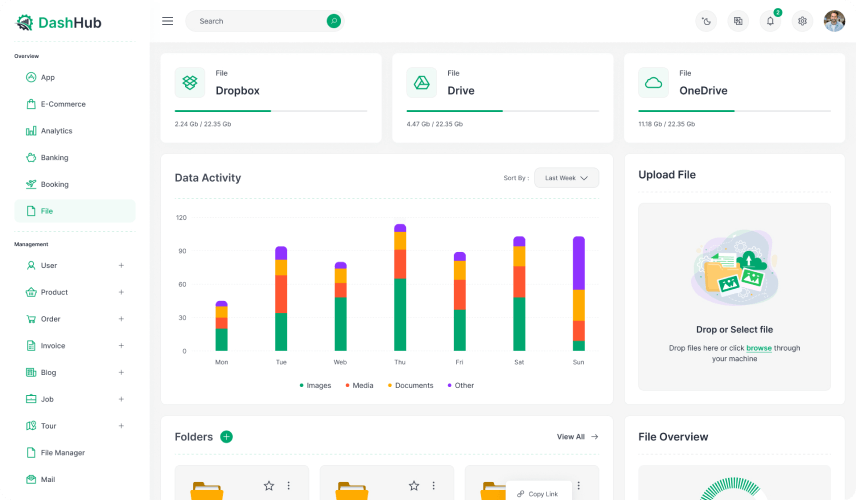 DashHub
Search
2
Overview
App
E-Commerce
Analytics
Banking
Booking
File
Management
User +
Product +
Order +
Invoice +
Blog +
Job +
Tour +
File Manager
Mail
File
Dropbox
2.24 Gb / 22.35 Gb
File
Drive
4.47 Gb / 22.35 Gb
File
OneDrive
11.18 Gb / 22.35 Gb
Data Activity
Sort By :
Last Week
120
90
60
30
0
Mon Tue Web Thu Fri Sat Sun
Images Media Documents Other
Upload File
Drop or Select file
Drop files here or click browse through
your machine
Folders
View All
Copy Link
File Overview